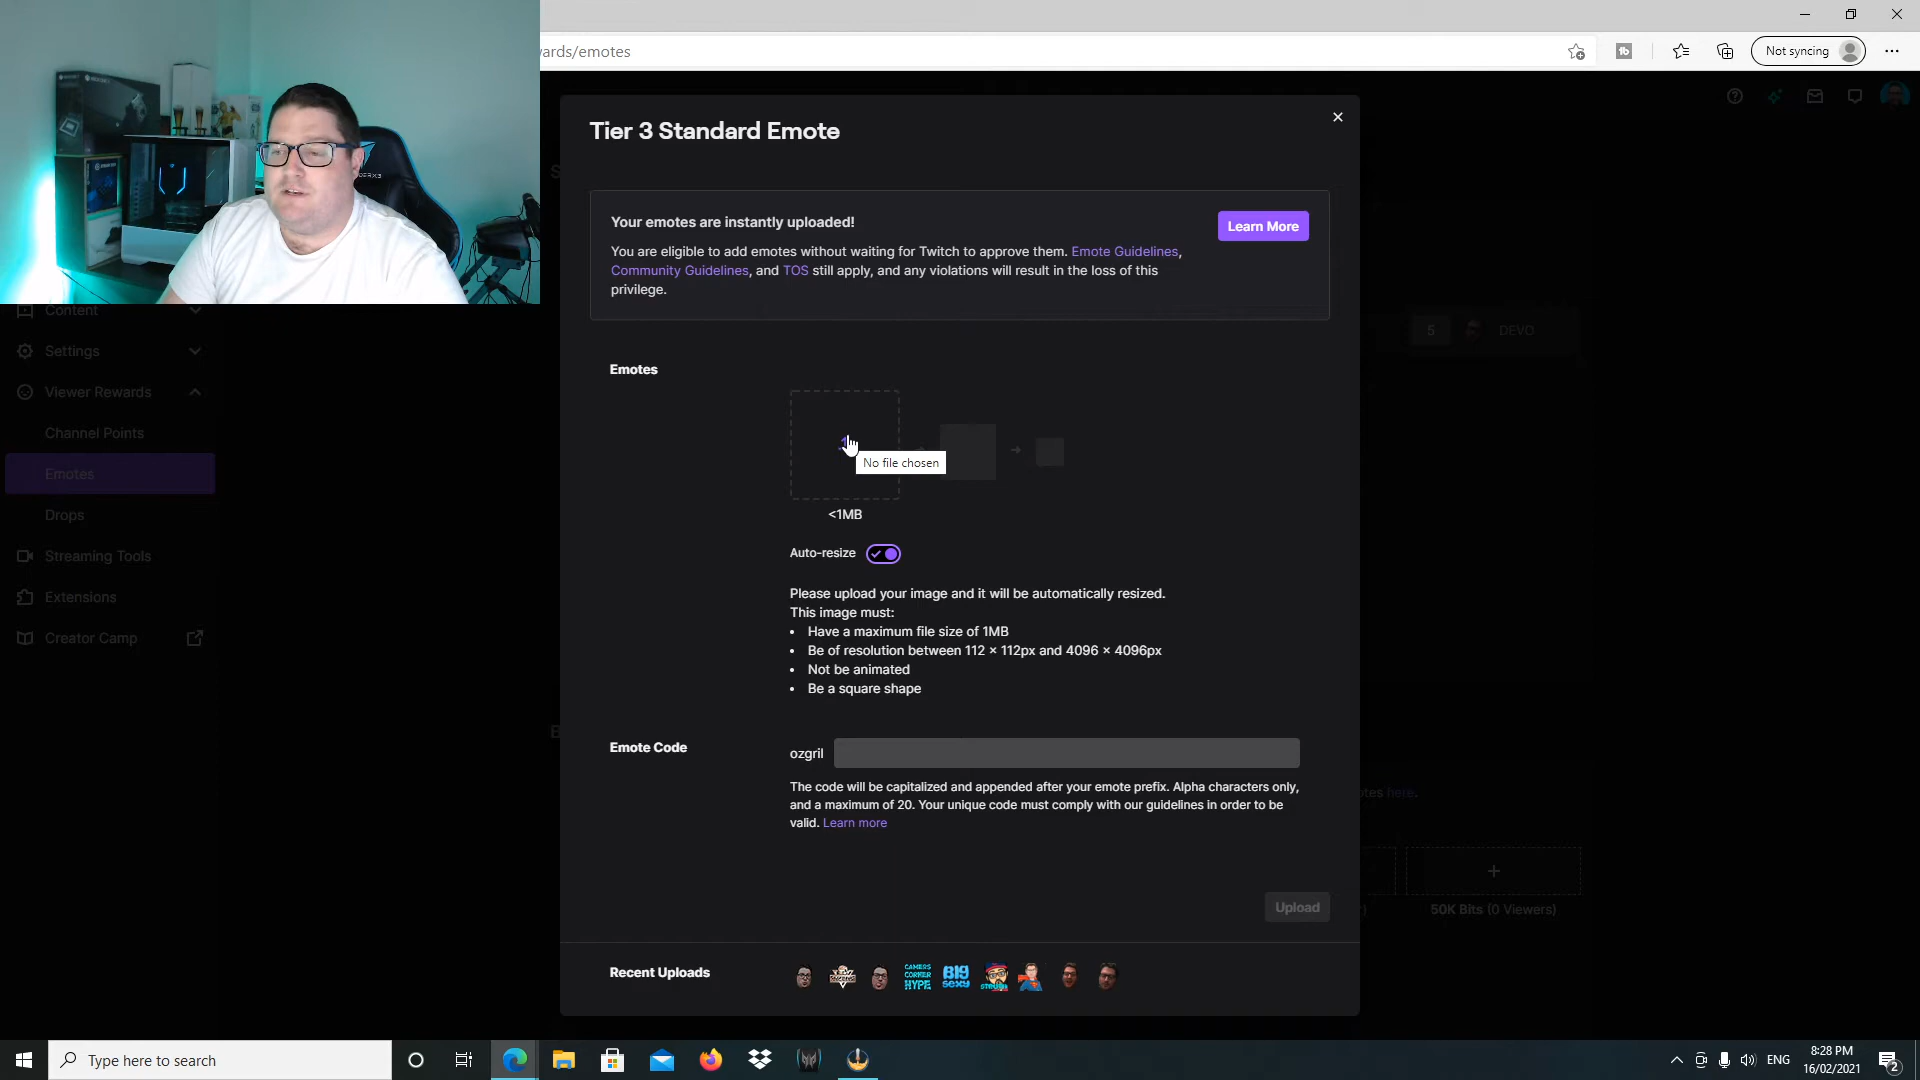 ards/emotes
Not syncing
Tier 3 Standard Emote
Your emotes are instantly uploaded!
Learn More
You are eligible to add emotes without waiting for Twitch to approve them. Emote Guidelines,
Community Guidelines, and TOS still apply, and any violations will result in the loss of this
privilege.
Content
Settings
Viewer Rewards
Channel Points
Emotes
Drops
Streaming Tools
Extensions
Creator Camp
5
DEVO
Emotes
No file chosen
<1MB
Auto-resize
Please upload your image and it will be automatically resized.
This image must:
• Have a maximum file size of 1MB
• Be of resolution between 112 × 112px and 4096 × 4096px
• Not be animated
• Be a square shape
Emote Code
ozgril
The code will be capitalized and appended after your emote prefix. Alpha characters only,
and a maximum of 20. Your unique code must comply with our guidelines in order to be
valid. Learn more
here.
50K Bits (0 Viewers)
Upload
Recent Uploads
GAMERS
CORNER
HYPE
BIG
SEXY
Type here to search
ENG
8:28 PM
16/02/2021
2